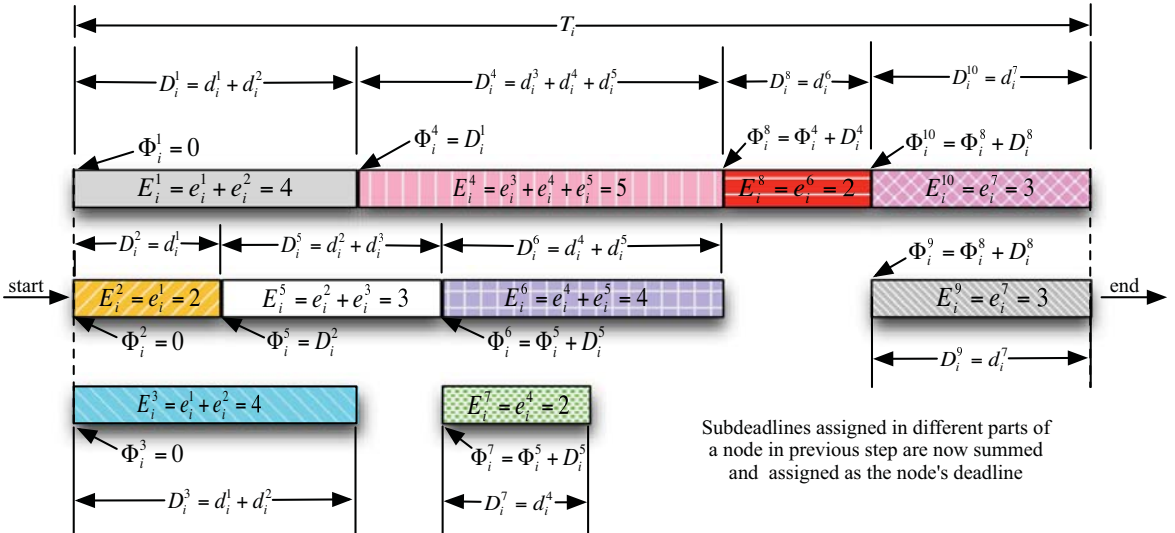 T_i
D_i^1 = d_i^1 + d_i^2
D_i^4 = d_i^3 + d_i^4 + d_i^5
D_i^8 = d_i^6
D_i^{10} = d_i^7
Φ_i^1 = 0
Φ_i^4 = D_i^1
Φ_i^8 = Φ_i^4 + D_i^4
Φ_i^{10} = Φ_i^8 + D_i^8
E_i^1 = e_i^1 + e_i^2 = 4
E_i^4 = e_i^3 + e_i^4 + e_i^5 = 5
E_i^8 = e_i^6 = 2
E_i^{10} = e_i^7 = 3
D_i^2 = d_i^1
D_i^5 = d_i^2 + d_i^3
D_i^6 = d_i^4 + d_i^5
Φ_i^9 = Φ_i^8 + D_i^8
start
E_i^2 = e_i^1 = 2
E_i^5 = e_i^2 + e_i^3 = 3
E_i^6 = e_i^4 + e_i^5 = 4
E_i^9 = e_i^7 = 3
end
Φ_i^2 = 0
Φ_i^5 = D_i^2
Φ_i^6 = Φ_i^5 + D_i^5
D_i^9 = d_i^7
E_i^3 = e_i^1 + e_i^2 = 4
E_i^7 = e_i^4 = 2
Φ_i^3 = 0
Φ_i^7 = Φ_i^5 + D_i^5
D_i^3 = d_i^1 + d_i^2
D_i^7 = d_i^4
Subdeadlines assigned in different parts of
a node in previous step are now summed
and assigned as the node's deadline